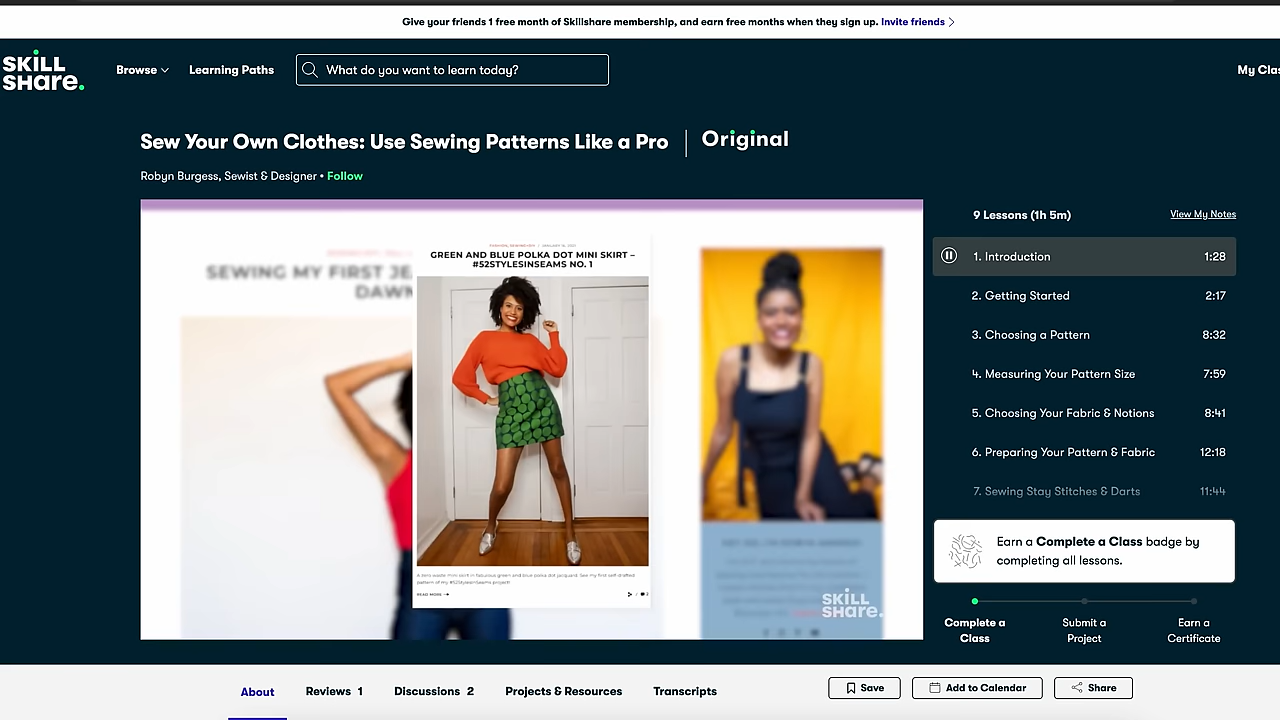 Give your friends 1 free month of Skillshare membership, and earn free months when they sign up. Invite friends
SKILL
SHare.
Browse
Learning Paths
What do you want to learn today?
My Clas
Sew Your Own Clothes: Use Sewing Patterns Like a Pro
Original
Robyn Burgess, Sewist & Designer • Follow
SEWING MY FIRST JE
DAWN
GREEN AND BLUE POLKA DOT MINI SKIRT –
#52STYLESINSEAMS NO. 1
READ MORE
SKILL
SHare.
9 Lessons (1h 5m)
View My Notes
1. Introduction 1:28
2. Getting Started 2:17
3. Choosing a Pattern 8:32
4. Measuring Your Pattern Size 7:59
5. Choosing Your Fabric & Notions 8:41
6. Preparing Your Pattern & Fabric 12:18
7. Sewing Stay Stitches & Darts 11:44
Earn a Complete a Class badge by
completing all lessons.
Complete a
Class
Submit a
Project
Earn a
Certificate
About
Reviews 1
Discussions 2
Projects & Resources
Transcripts
Save
Add to Calendar
Share